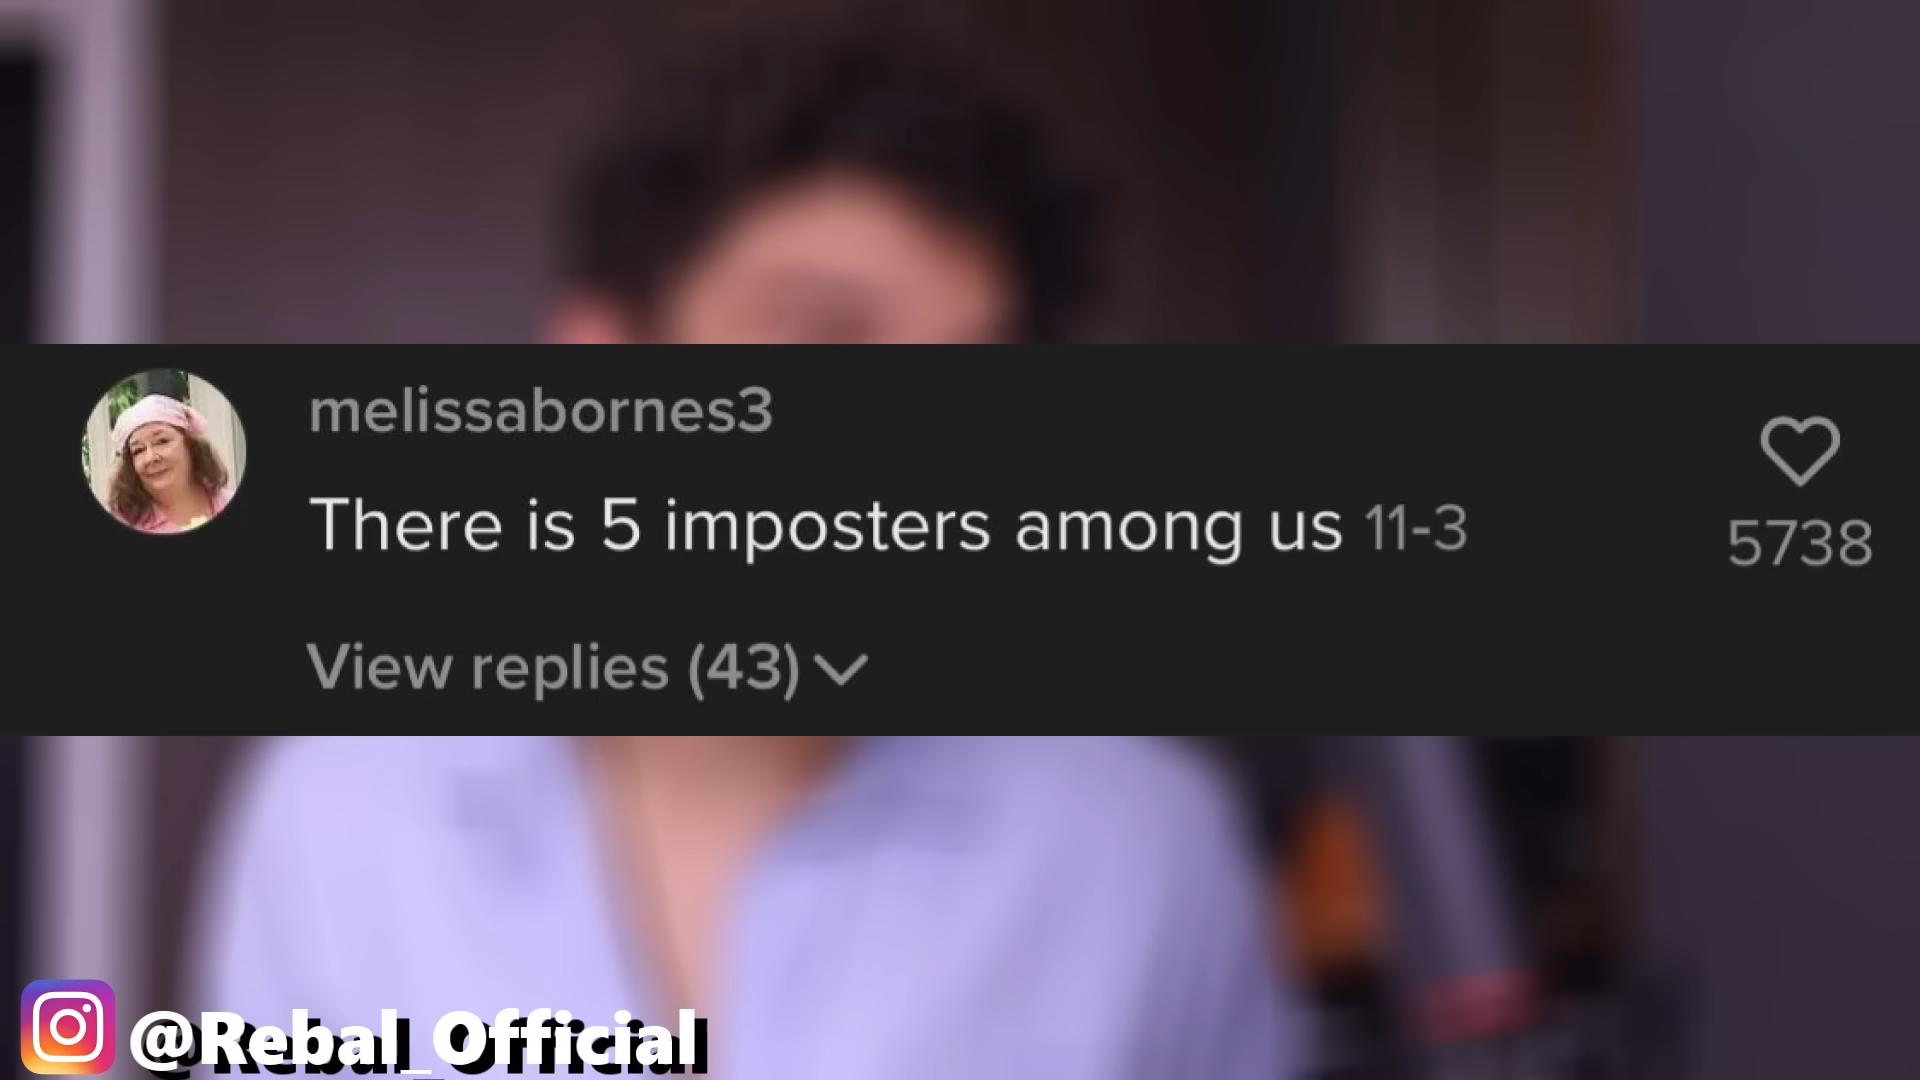 melissabornes3
There is 5 imposters among us 11-3
5738
View replies (43)
@Rebal_Official